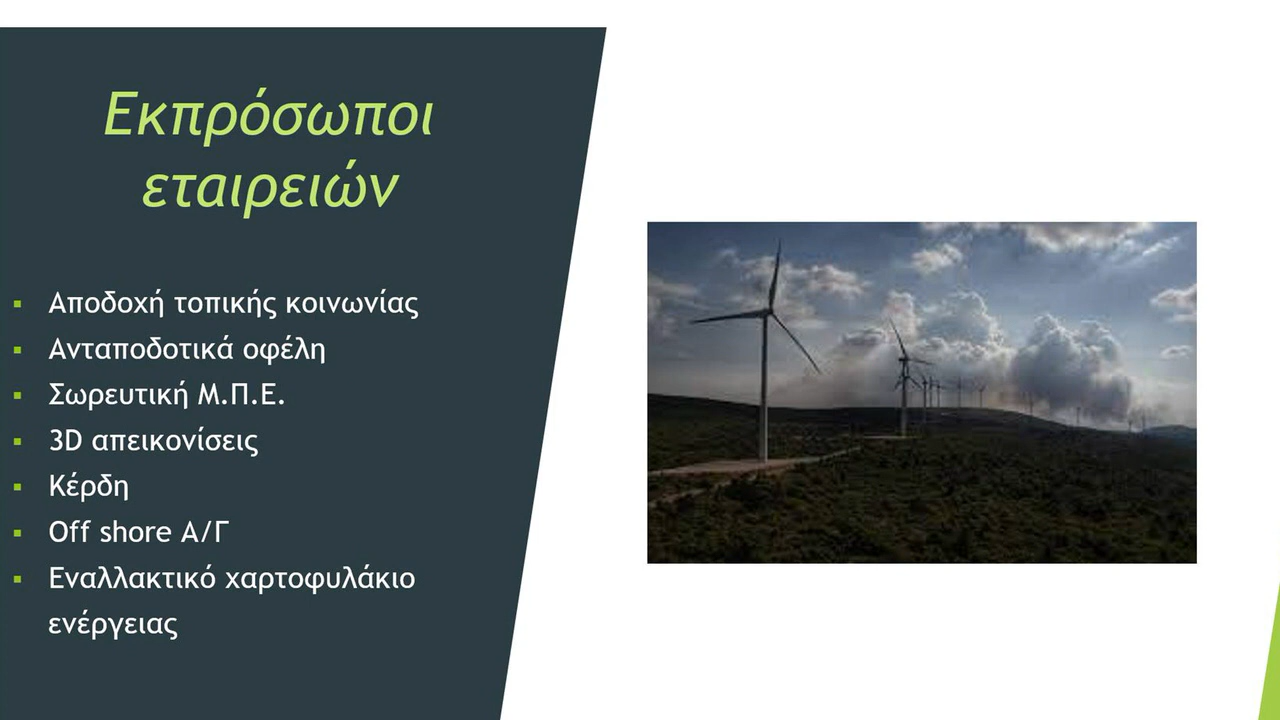 Εκπρόσωποι
εταιρειών
Αποδοχή τοπικής κοινωνίας
Ανταποδοτικά οφέλη
Σωρευτική Μ.Π.Ε.
3D απεικονίσεις
Κέρδη
Off shore Α/Γ
Εναλλακτικό χαρτοφυλάκιο
ενέργειας